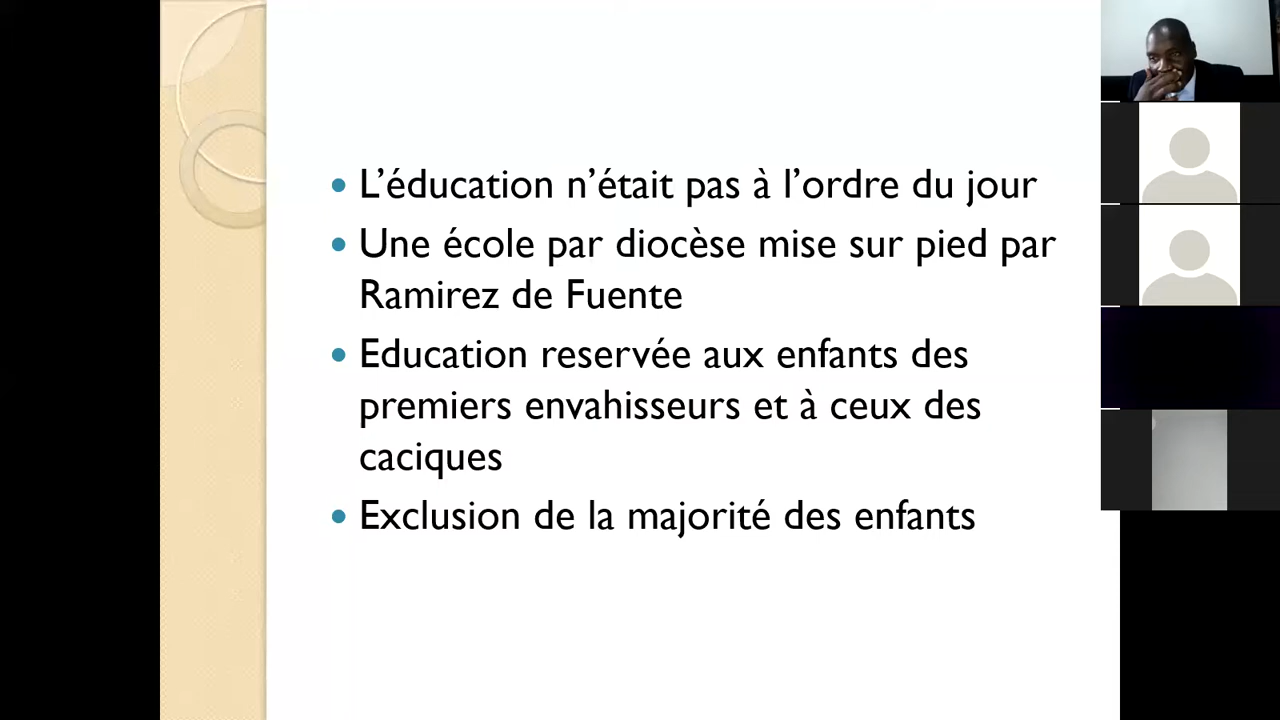 L’éducation n’était pas à l’ordre du jour
Une école par diocèse mise sur pied par
Ramirez de Fuente
Education reservée aux enfants des
premiers envahisseurs et à ceux des
caciques
Exclusion de la majorité des enfants